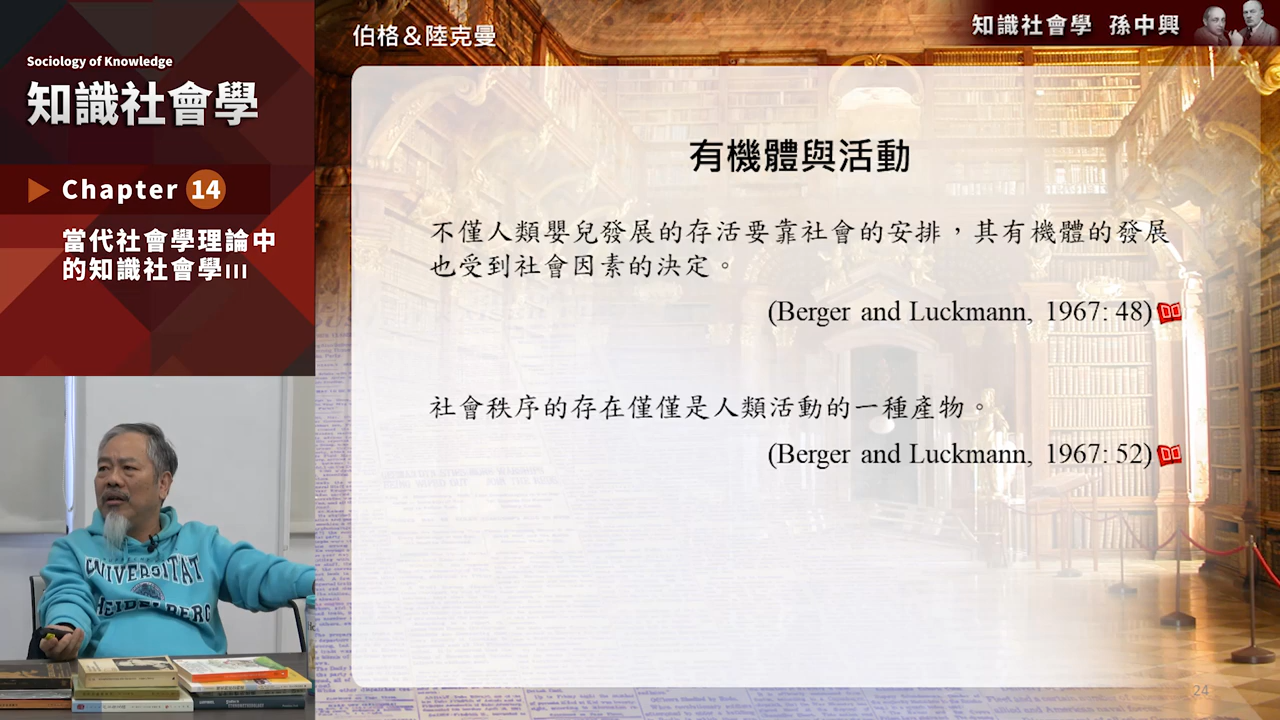 Sociology of Knowledge
知識社會學
Chapter 14
當代社會學理論中
的知識社會學III
伯格＆陸克曼
知識社會學 孫中興
有機體與活動
不僅人類嬰兒發展的存活要靠社會的安排，其有機體的發展
也受到社會因素的決定。
(Berger and Luckmann, 1967: 48)
社會秩序的存在僅僅是人類活動的一種產物。
(Berger and Luckmann, 1967: 52)
UNIVERSITAT
HEIDELBERG
24